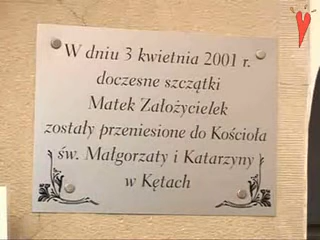 W dniu 3 kwietnia 2001 r.
doczesne szczątki
Matek Założycielek
zostały przeniesione do Kościoła
św. Małgorzaty i Katarzyny
w Kętach